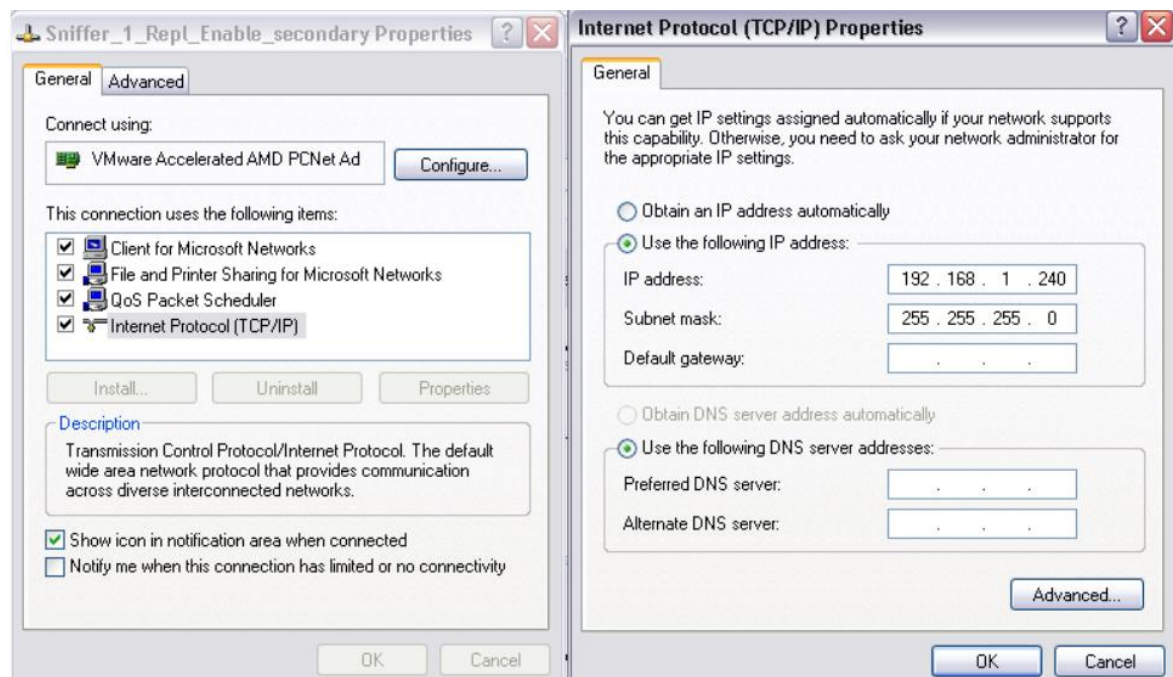 Sniffer_1_Repl_Enable_secondary Properties
General
Advanced
Connect using:
VMware Accelerated AMD PCNet Ad
Configure...
This connection uses the following items:
Client for Microsoft Networks
File and Printer Sharing for Microsoft Networks
QoS Packet Scheduler
Internet Protocol (TCP/IP)
Install...
Uninstall
Properties
Description
Transmission Control Protocol/Internet Protocol. The default
wide area network protocol that provides communication
across diverse interconnected networks.
Show icon in notification area when connected
Notify me when this connection has limited or no connectivity
OK
Cancel
Internet Protocol (TCP/IP) Properties
General
You can get IP settings assigned automatically if your network supports
this capability. Otherwise, you need to ask your network administrator for
the appropriate IP settings.
Obtain an IP address automatically
Use the following IP address:
IP address: 192 . 168 . 1 . 240
Subnet mask: 255 . 255 . 255 . 0
Default gateway: . . .
Obtain DNS server address automatically
Use the following DNS server addresses:
Preferred DNS server: . . .
Alternate DNS server: . . .
Advanced...
OK
Cancel